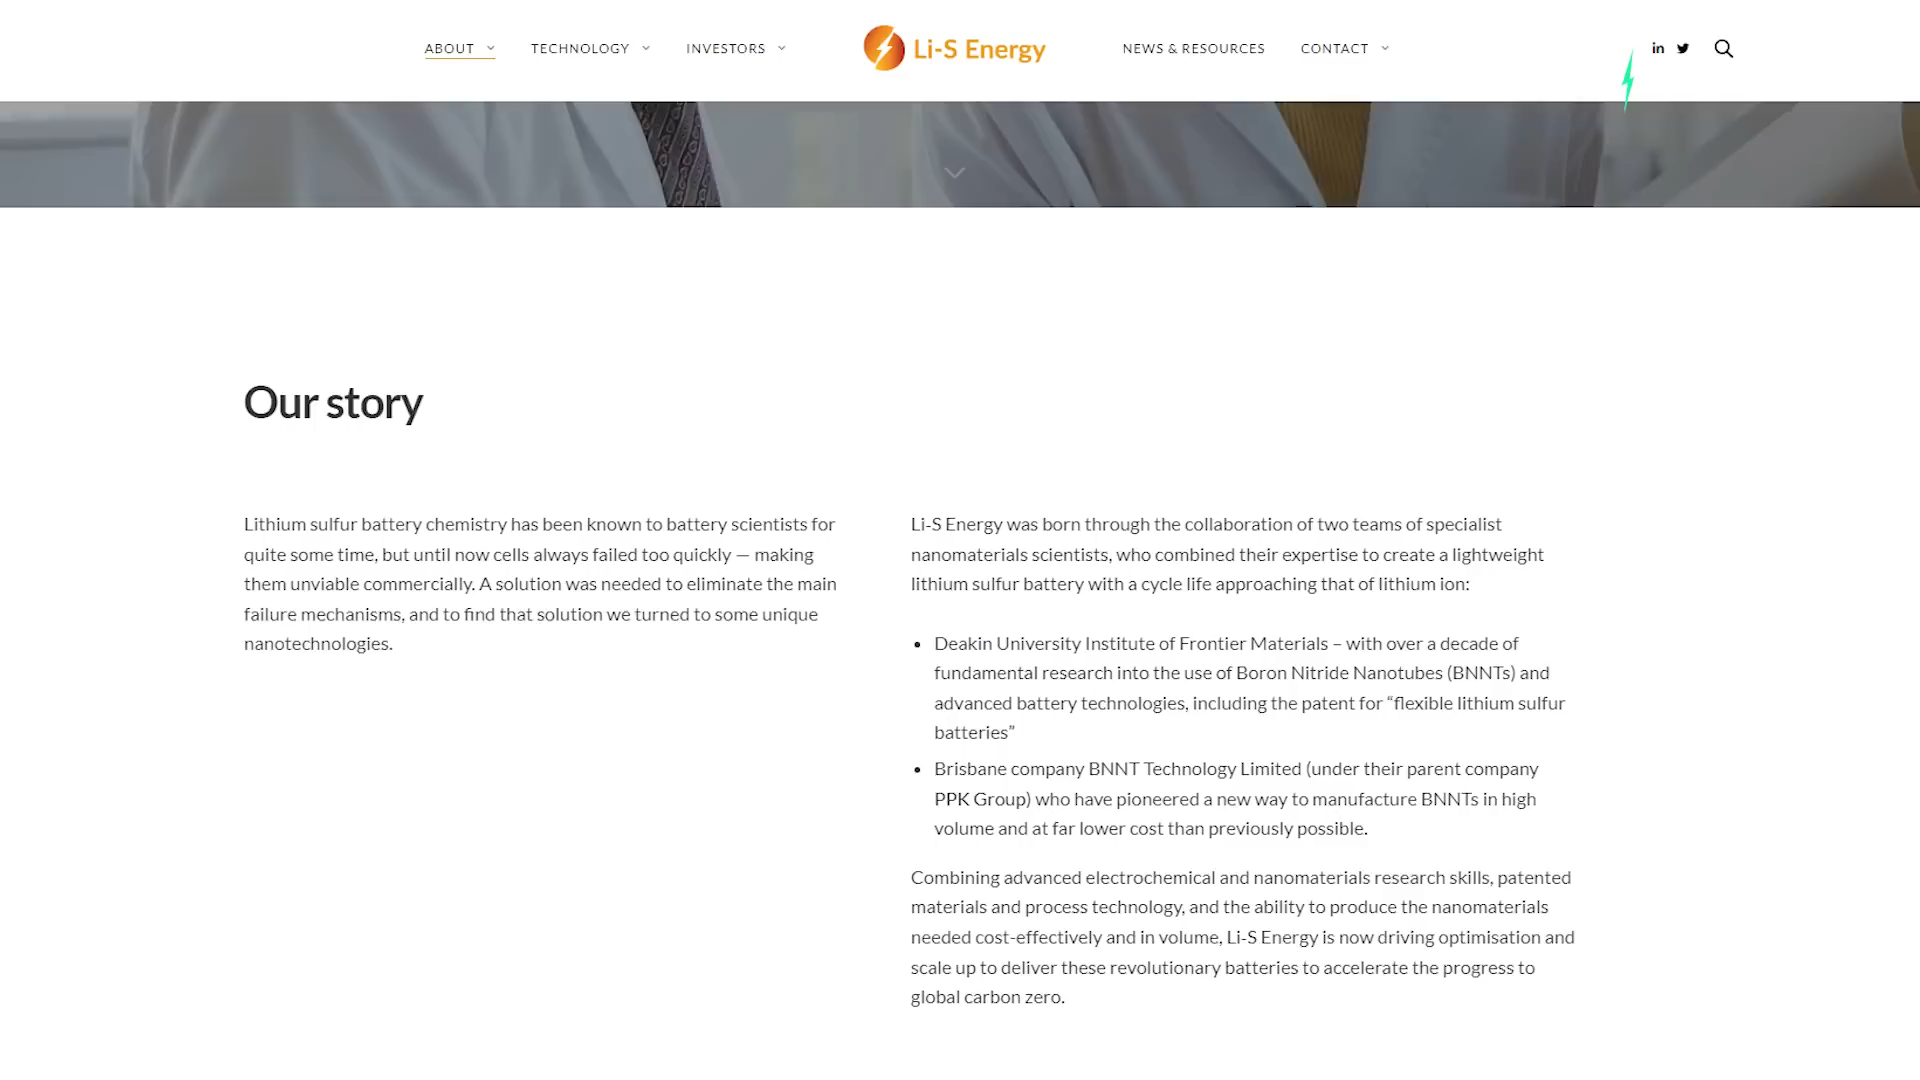 ABOUT TECHNOLOGY INVESTORS Li-S Energy NEWS & RESOURCES CONTACT in
Our story
Lithium sulfur battery chemistry has been known to battery scientists for
quite some time, but until now cells always failed too quickly — making
them unviable commercially. A solution was needed to eliminate the main
failure mechanisms, and to find that solution we turned to some unique
nanotechnologies.
Li-S Energy was born through the collaboration of two teams of specialist
nanomaterials scientists, who combined their expertise to create a lightweight
lithium sulfur battery with a cycle life approaching that of lithium ion:
• Deakin University Institute of Frontier Materials – with over a decade of
fundamental research into the use of Boron Nitride Nanotubes (BNNTs) and
advanced battery technologies, including the patent for “flexible lithium sulfur
batteries”
• Brisbane company BNNT Technology Limited (under their parent company
PPK Group) who have pioneered a new way to manufacture BNNTs in high
volume and at far lower cost than previously possible.
Combining advanced electrochemical and nanomaterials research skills, patented
materials and process technology, and the ability to produce the nanomaterials
needed cost-effectively and in volume, Li-S Energy is now driving optimisation and
scale up to deliver these revolutionary batteries to accelerate the progress to
global carbon zero.